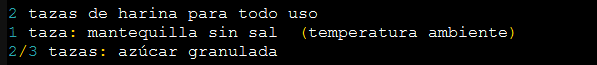 2 tazas de harina para todo uso
1 taza: mantequilla sin sal  (temperatura ambiente)
2/3 tazas: azúcar granulada